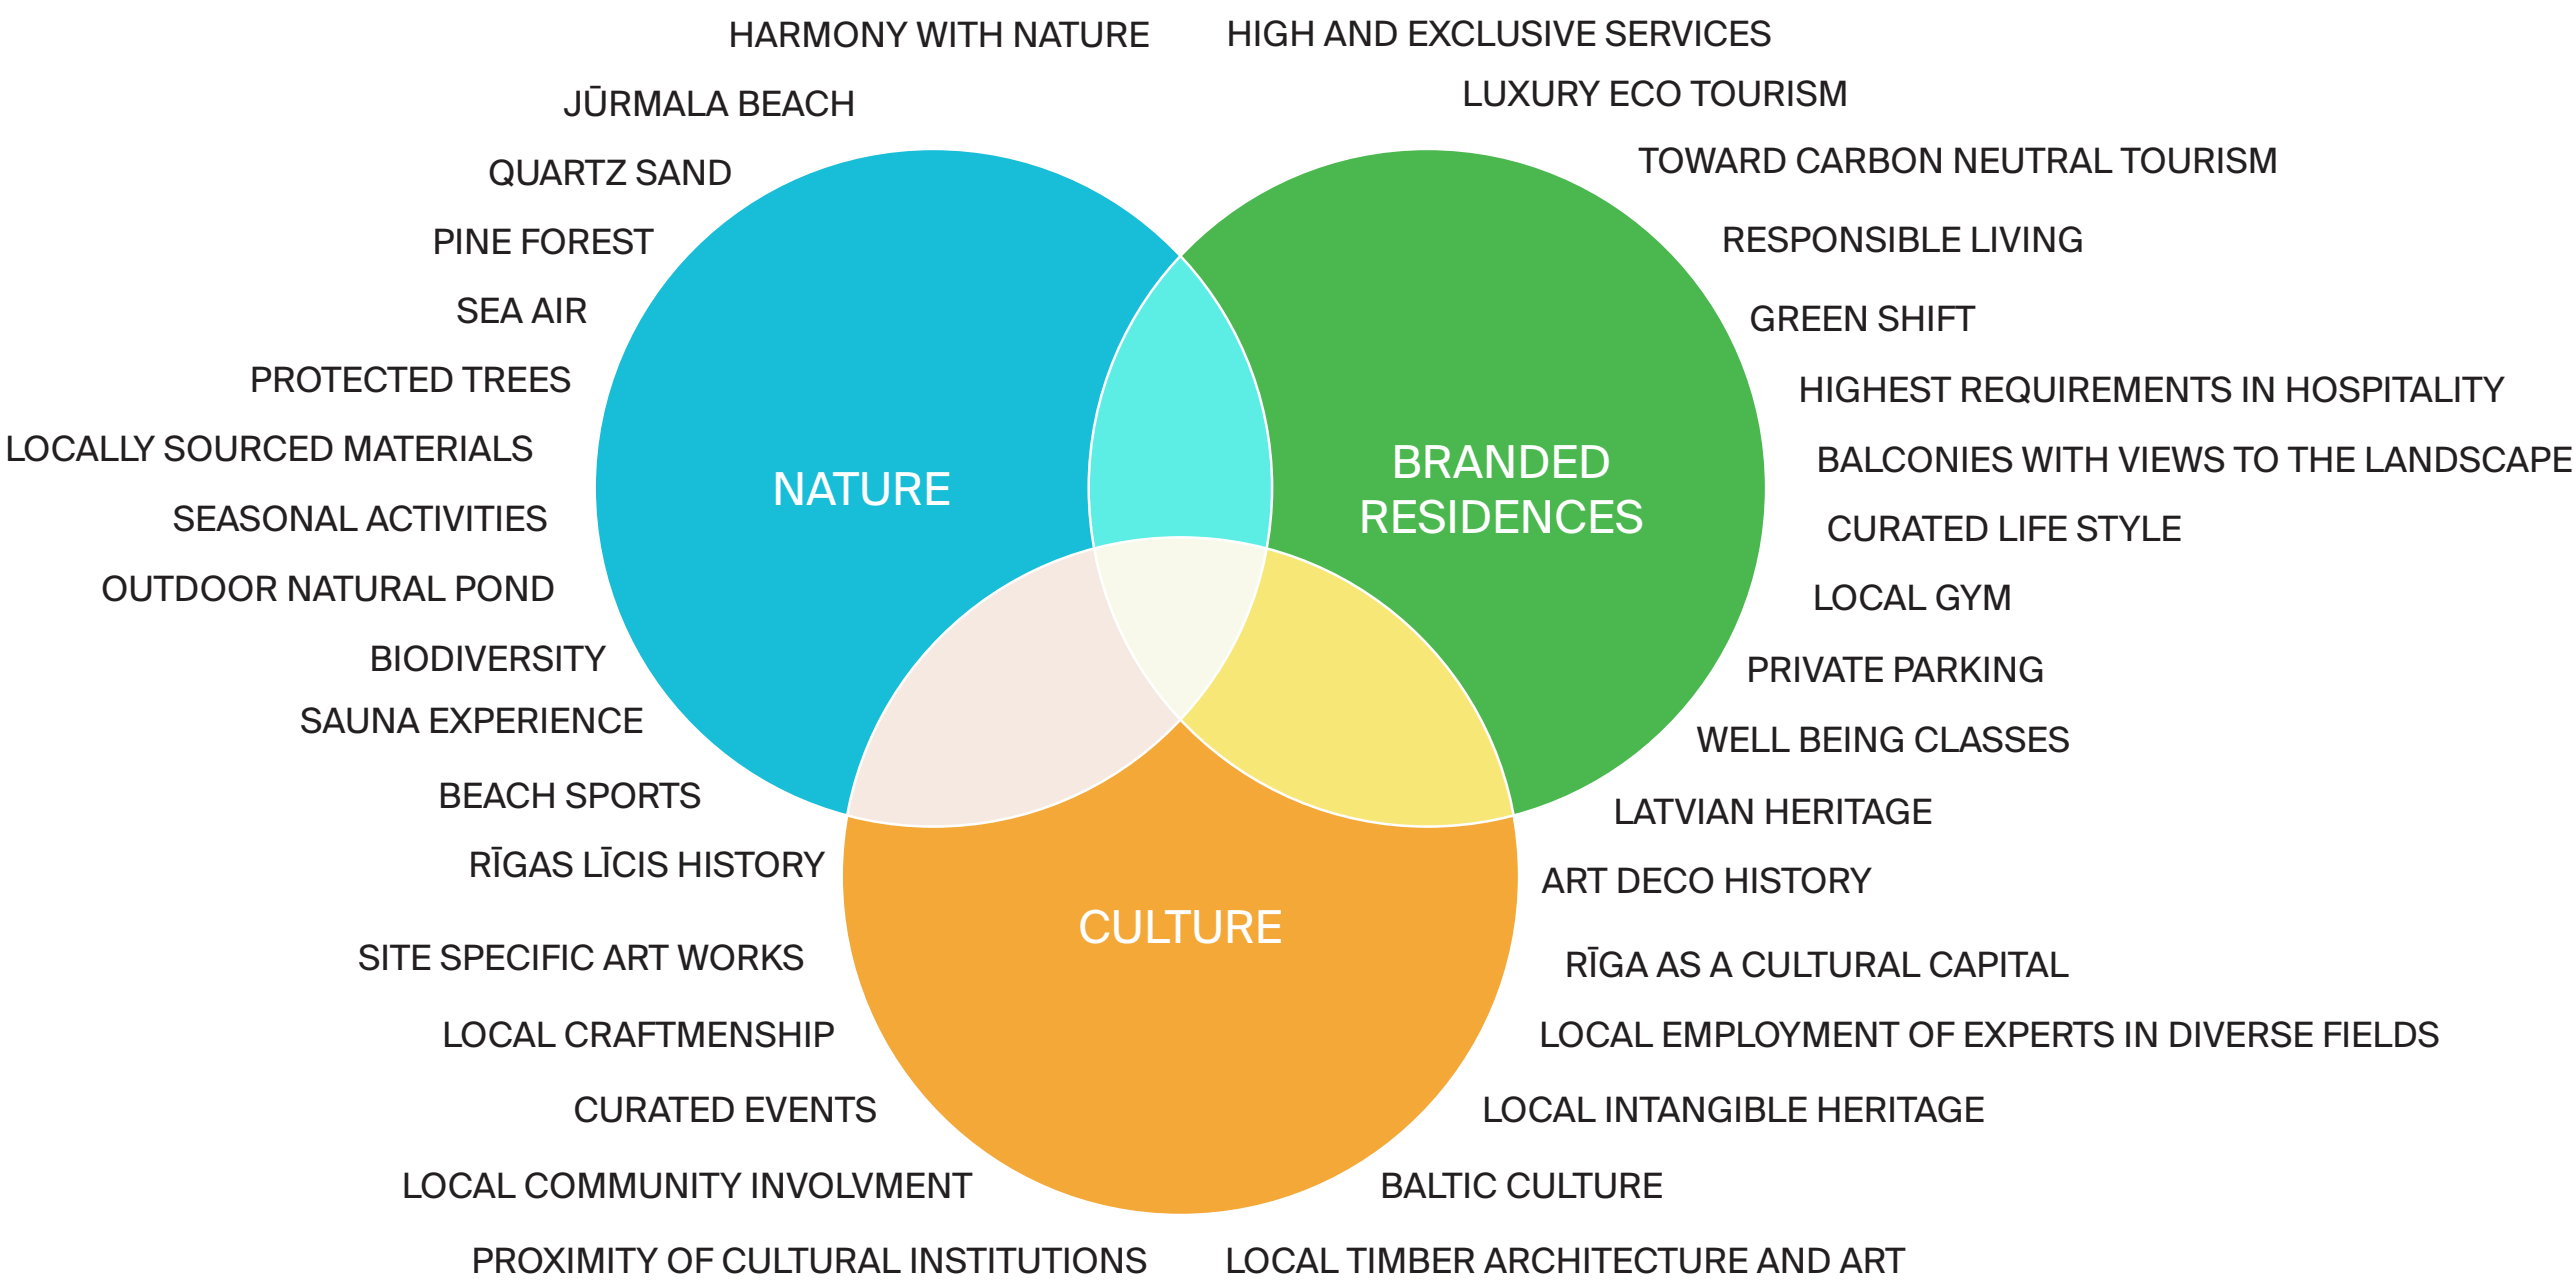 HARMONY WITH NATURE
JŪRMALA BEACH
QUARTZ SAND
PINE FOREST
SEA AIR
PROTECTED TREES
LOCALLY SOURCED MATERIALS
SEASONAL ACTIVITIES
OUTDOOR NATURAL POND
BIODIVERSITY
SAUNA EXPERIENCE
BEACH SPORTS
RĪGAS LĪCIS HISTORY
SITE SPECIFIC ART WORKS
LOCAL CRAFTMENSHIP
CURATED EVENTS
LOCAL COMMUNITY INVOLVMENT
PROXIMITY OF CULTURAL INSTITUTIONS
NATURE
BRANDED
RESIDENCES
CULTURE
HIGH AND EXCLUSIVE SERVICES
LUXURY ECO TOURISM
TOWARD CARBON NEUTRAL TOURISM
RESPONSIBLE LIVING
GREEN SHIFT
HIGHEST REQUIREMENTS IN HOSPITALITY
BALCONIES WITH VIEWS TO THE LANDSCAPE
CURATED LIFE STYLE
LOCAL GYM
PRIVATE PARKING
WELL BEING CLASSES
LATVIAN HERITAGE
ART DECO HISTORY
RĪGA AS A CULTURAL CAPITAL
LOCAL EMPLOYMENT OF EXPERTS IN DIVERSE FIELDS
LOCAL INTANGIBLE HERITAGE
BALTIC CULTURE
LOCAL TIMBER ARCHITECTURE AND ART